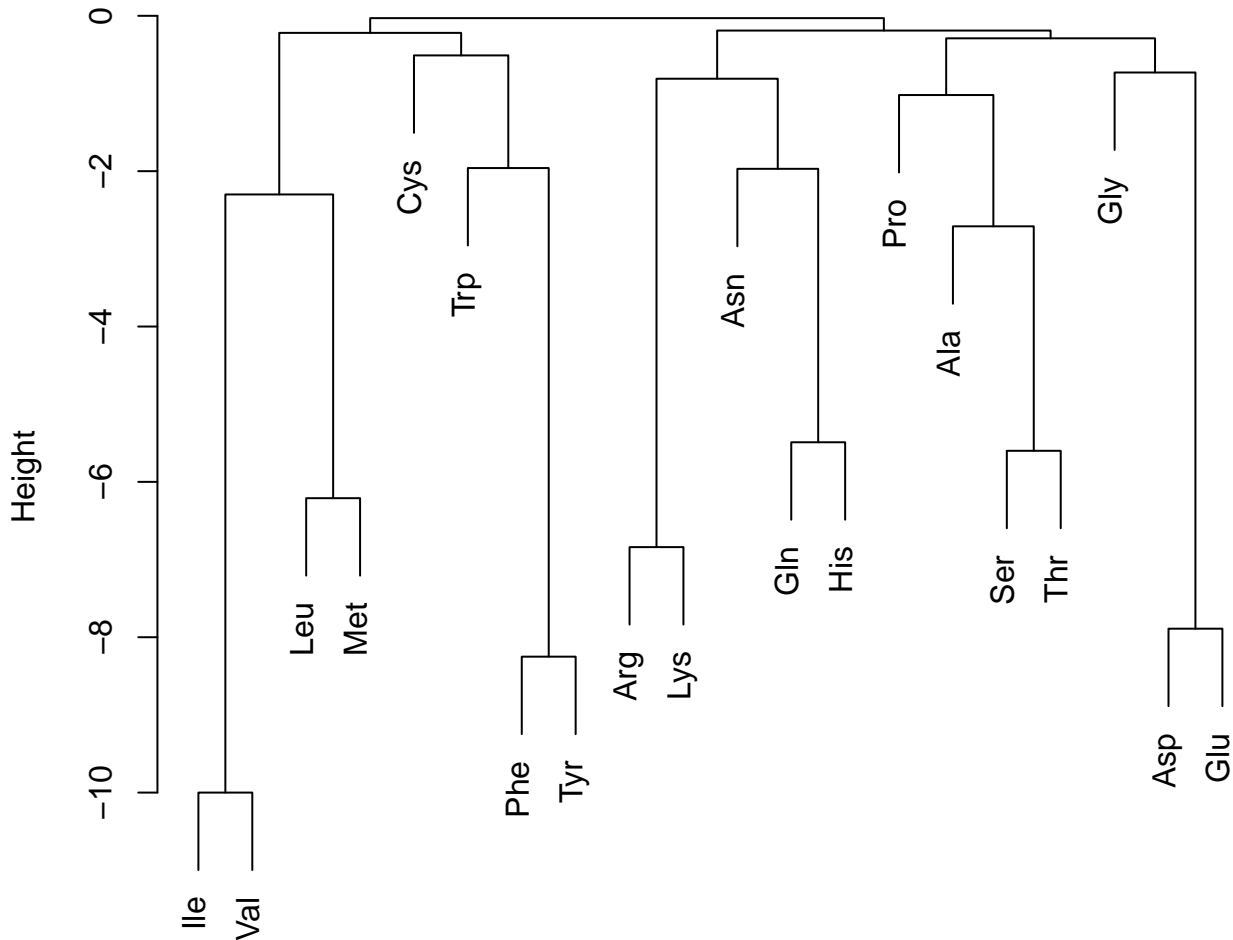 0
−2
−4
−6
−8
−10
Height
Ile
Val
Leu
Met
Cys
Trp
Phe
Tyr
Arg
Lys
Asn
Gln
His
Pro
Ala
Ser
Thr
Gly
Asp
Glu